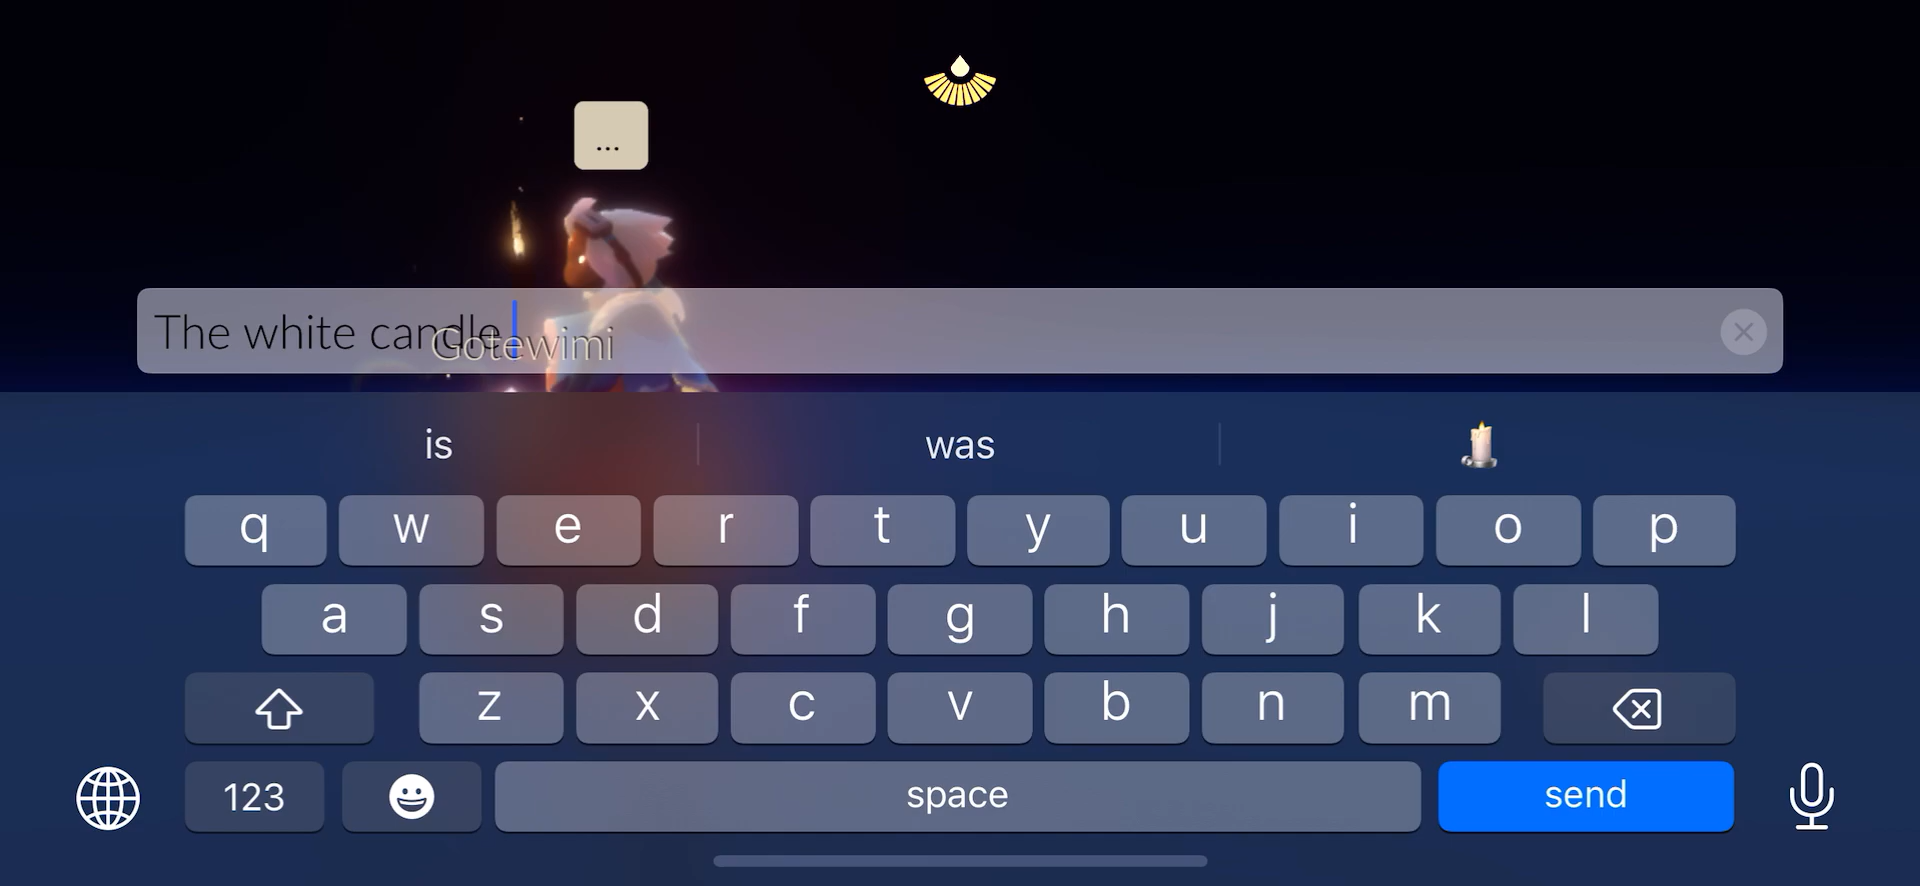 ...
The white candle
Gotewimi
is was
q w e r t y u i o p
a s d f g h j k l
z x c v b n m
123 space send